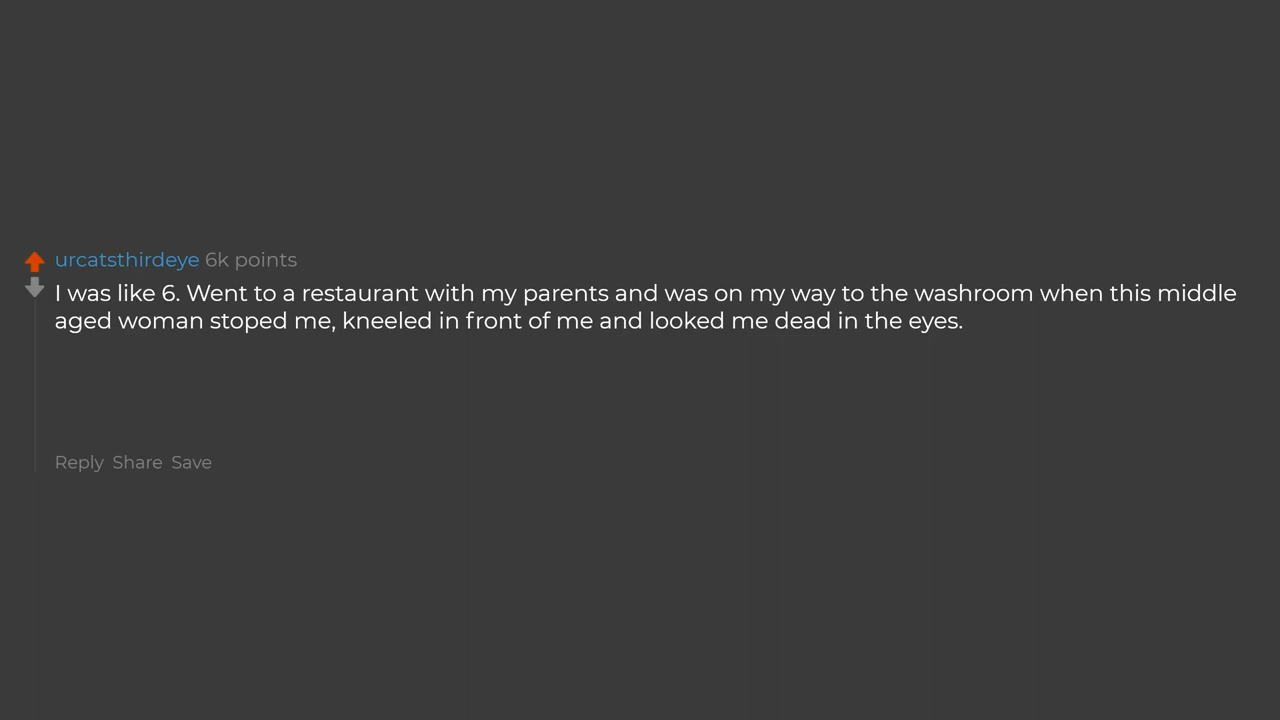 urcatsthirdeye 6k points
I was like 6. Went to a restaurant with my parents and was on my way to the washroom when this middle
aged woman stoped me, kneeled in front of me and looked me dead in the eyes.
Reply Share Save